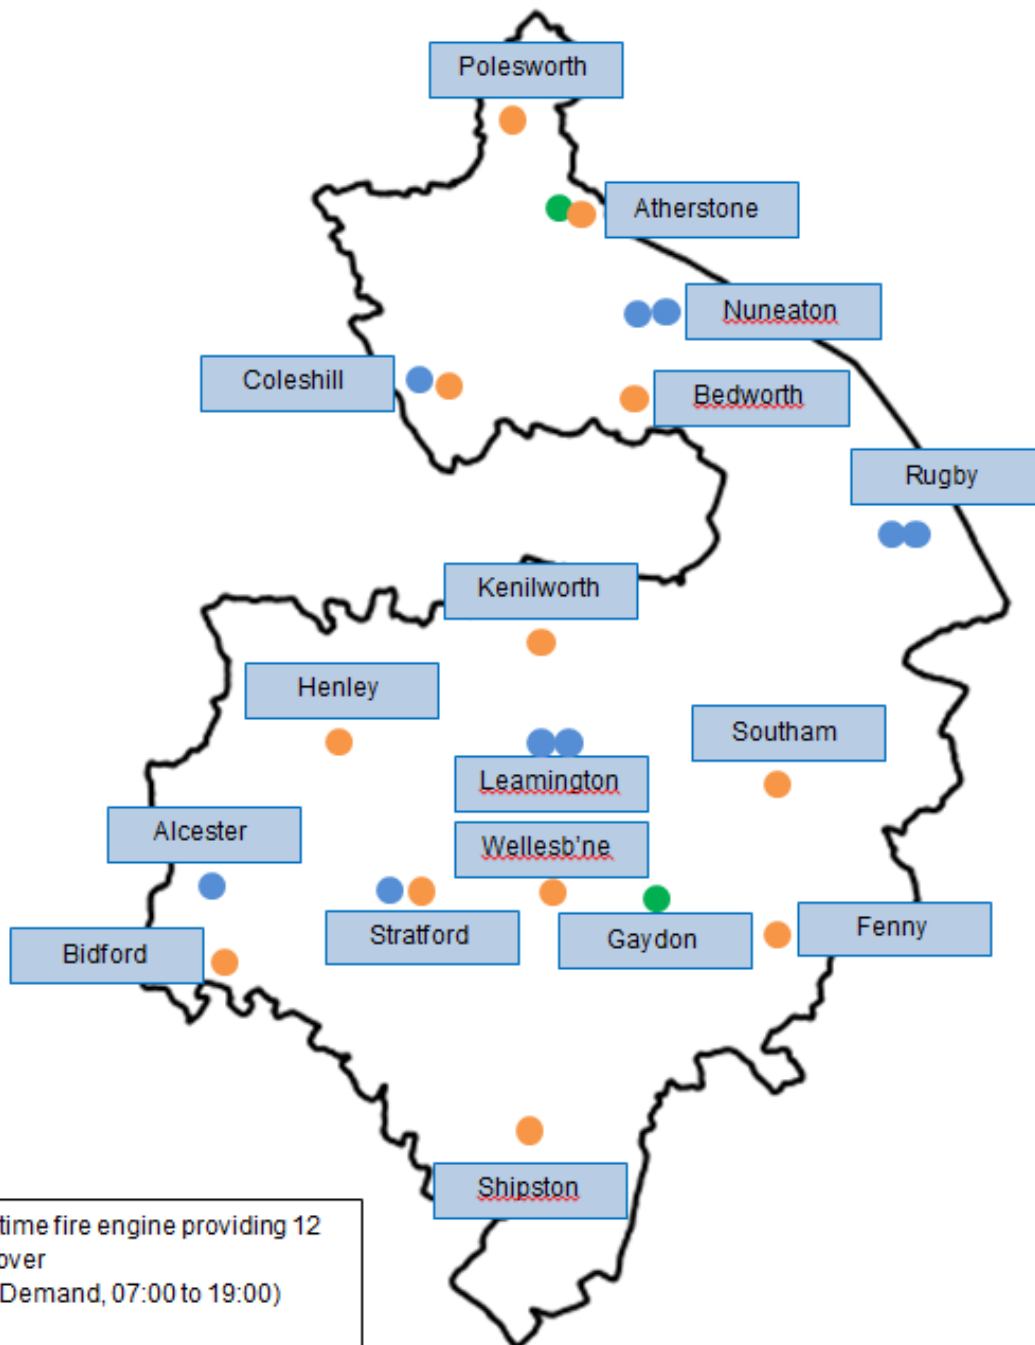 Polesworth
Atherstone
Nuneaton
Coleshill
Bedworth
Rugby
Kenilworth
Henley
Southam
Leamington
Alcester
Wellesb'ne
Stratford
Gaydon
Fenny
Bidford
Shipston
time fire engine providing 12
over
Demand, 07:00 to 19:00)